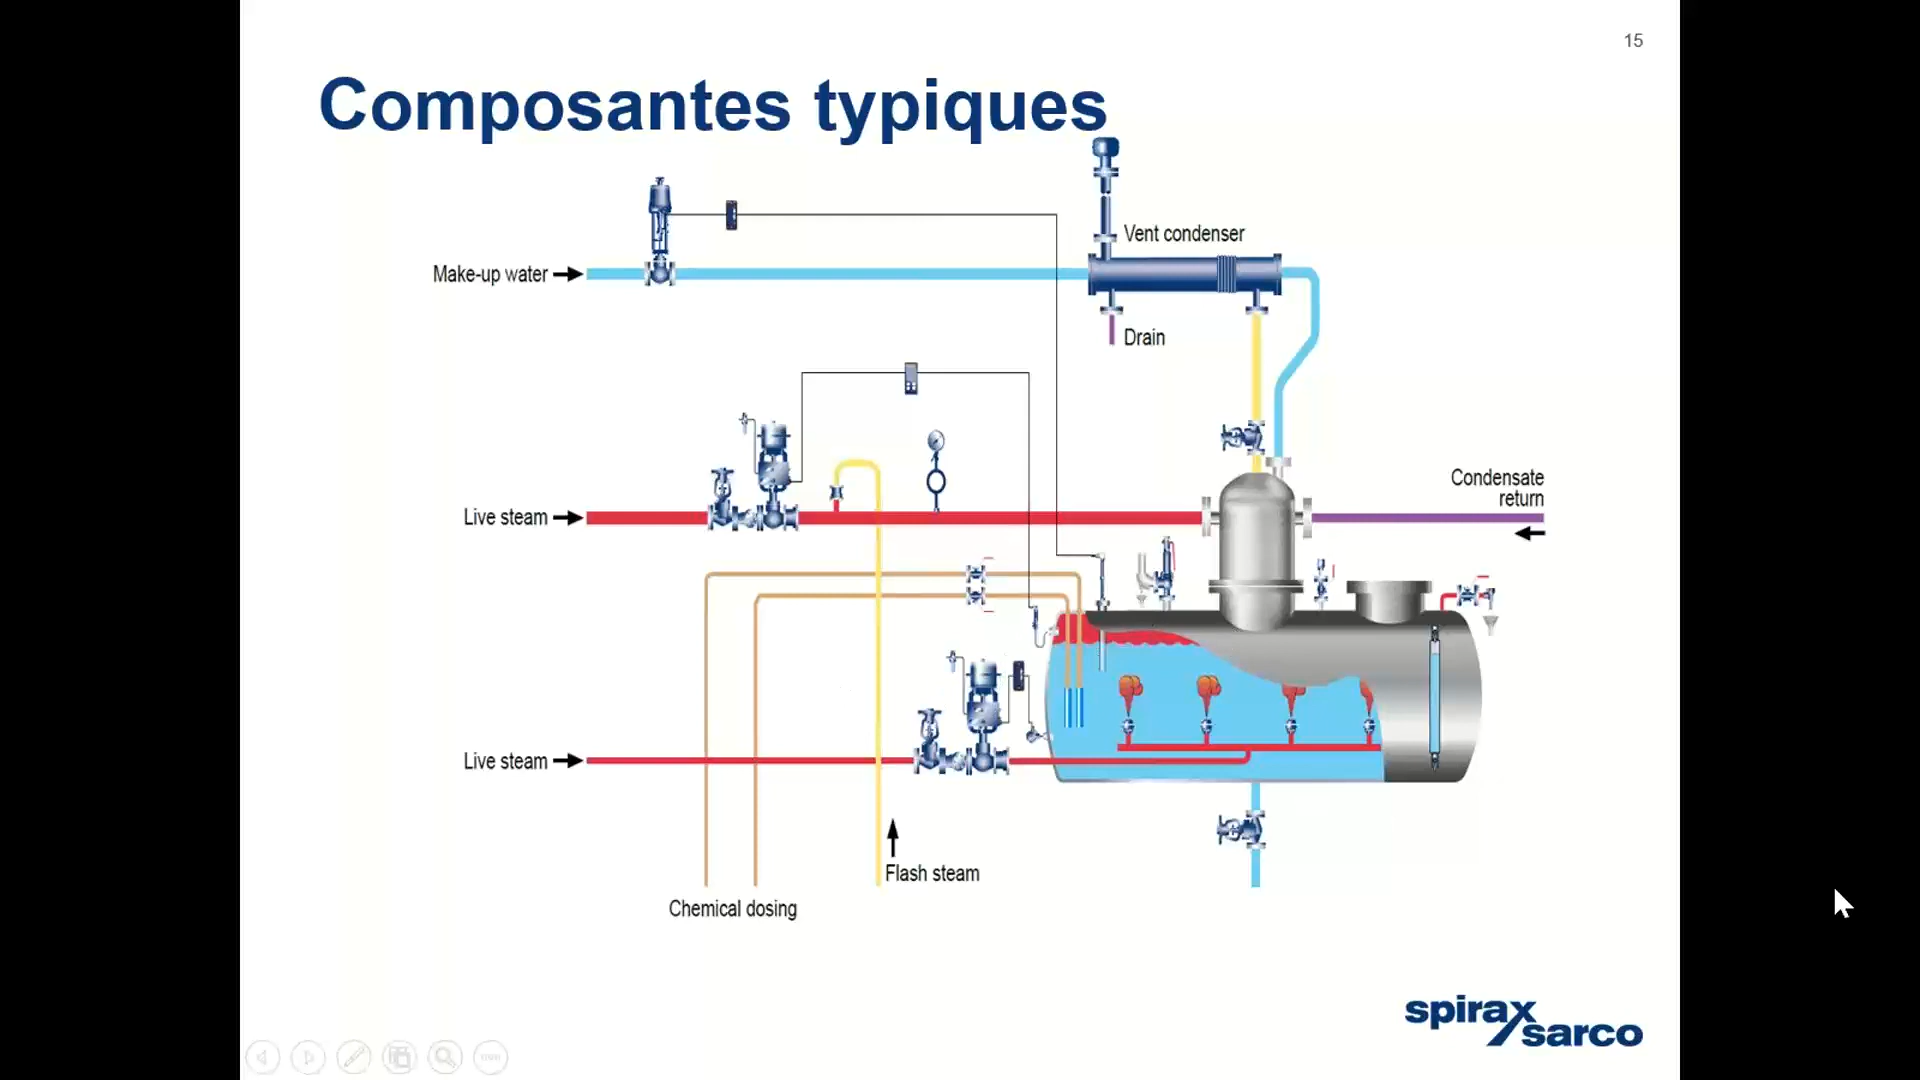 15
Composantes typiques
Vent condenser
Make-up water
Drain
Condensate
return
Live steam
Live steam
Flash steam
Chemical dosing
spirax
sarco